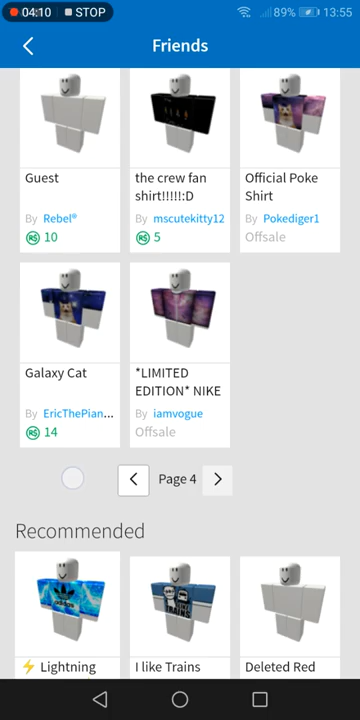 04:10 STOP 89% 13:55
Friends
Guest
By Rebel®
R$ 10
the crew fan
shirt!!!!!:D
By mscutekitty12
R$ 5
Official Poke
Shirt
By Pokediger1
Offsale
Galaxy Cat
By EricThePian...
R$ 14
*LIMITED
EDITION* NIKE
By iamvogue
Offsale
Page 4
Recommended
adidas
⚡ Lightning
TRAINS
I like Trains
Deleted Red